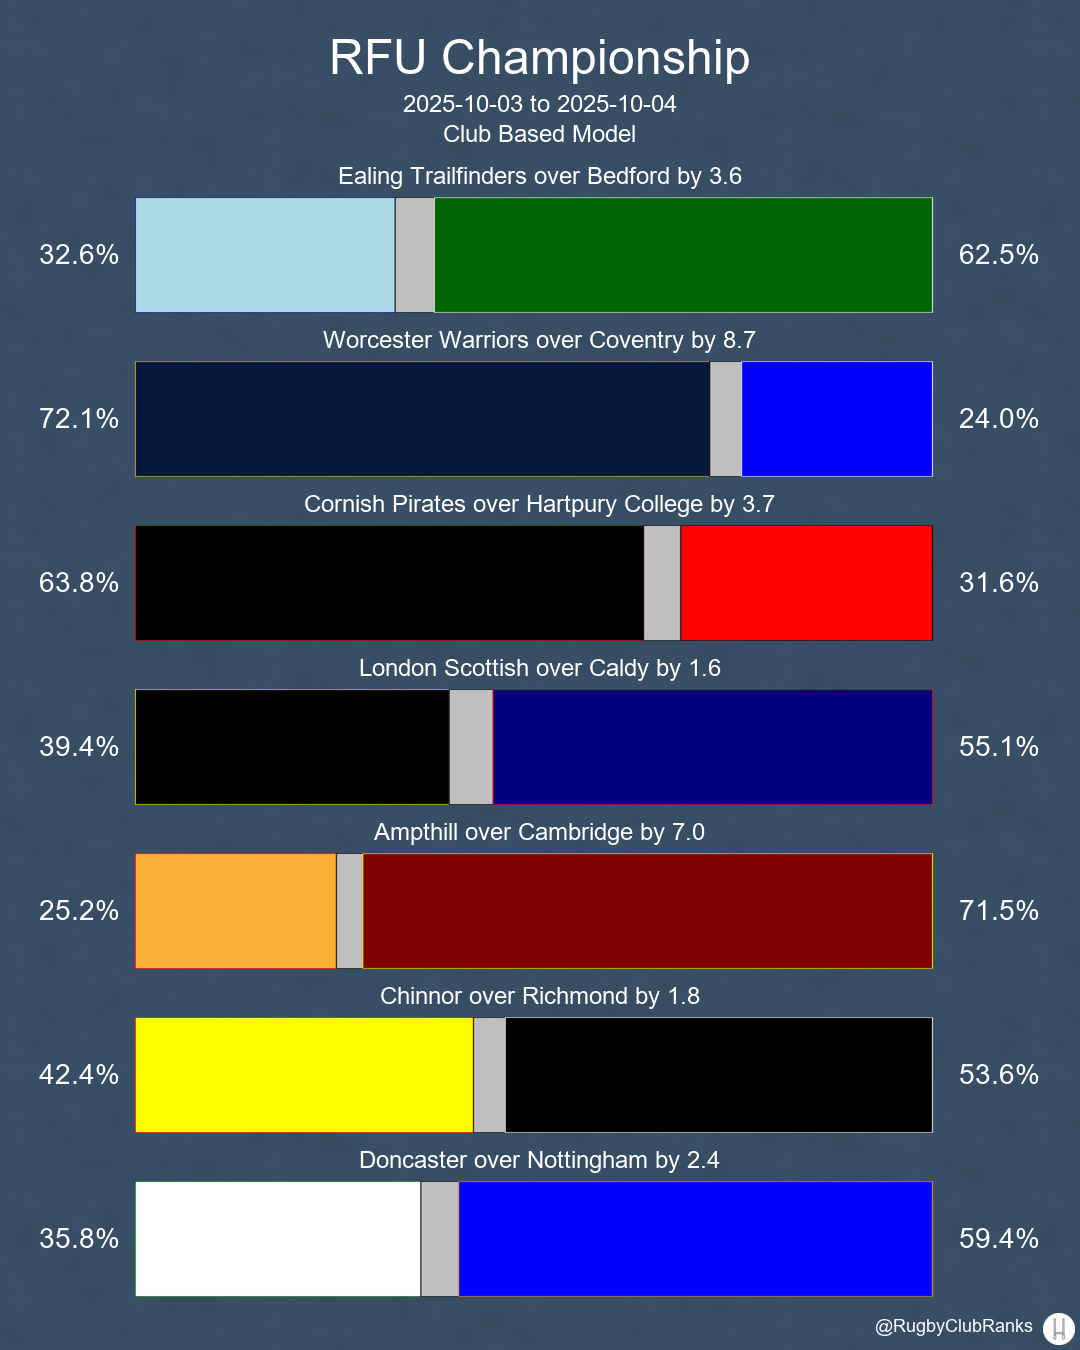 RFU Championship
2025-10-03 to 2025-10-04
Club Based Model
Ealing Trailfinders over Bedford by 3.6
32.6% 62.5%
Worcester Warriors over Coventry by 8.7
72.1% 24.0%
Cornish Pirates over Hartpury College by 3.7
63.8% 31.6%
London Scottish over Caldy by 1.6
39.4% 55.1%
Ampthill over Cambridge by 7.0
25.2% 71.5%
Chinnor over Richmond by 1.8
42.4% 53.6%
Doncaster over Nottingham by 2.4
35.8% 59.4%
@RugbyClubRanks